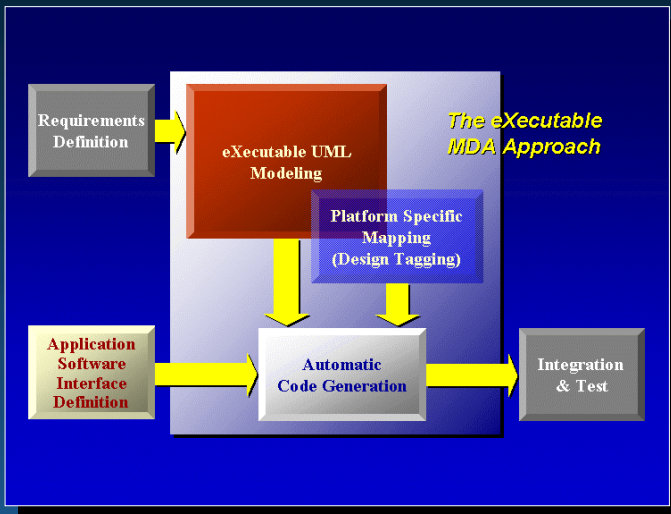 The eXecutable
MDA Approach
Requirements
Definition
eXecutable UML
Modeling
Platform Specific
Mapping
(Design Tagging)
Application
Software
Interface
Definition
Automatic
Code Generation
Integration
& Test